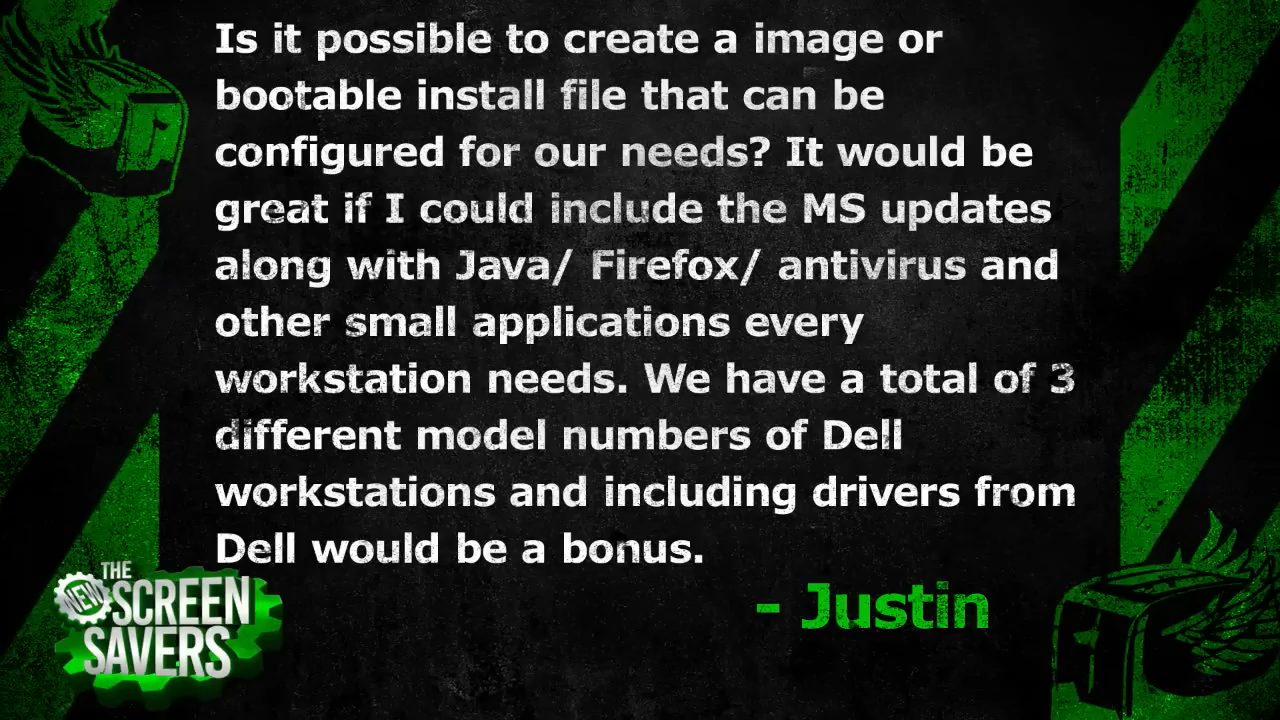 Is it possible to create a image or
bootable install file that can be
configured for our needs? It would be
great if I could include the MS updates
along with Java/ Firefox/ antivirus and
other small applications every
workstation needs. We have a total of 3
different model numbers of Dell
workstations and including drivers from
Dell would be a bonus.
- Justin
THE
NEW SCREEN
SAVERS